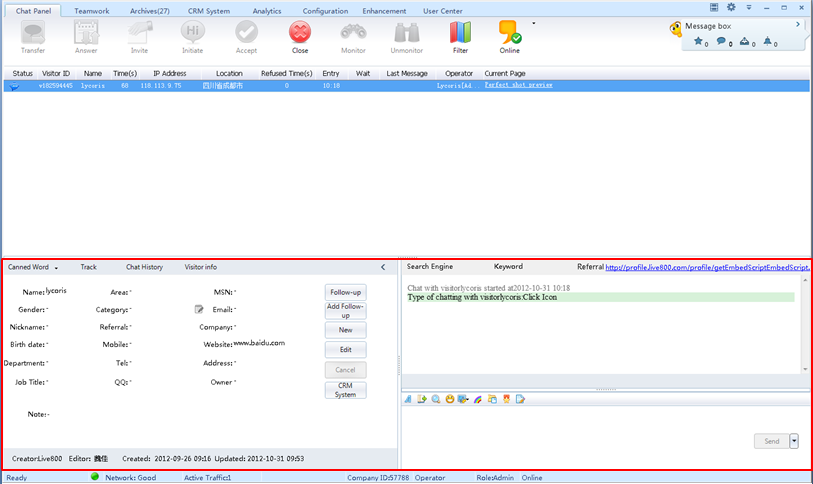 Chat Panel Teamwork Archives(27) CRM System Analytics Configuration Enhancement User Center
Transfer Answer Invite Initiate Accept Close Monitor Unmonitor Filter Online
Hi
Message box
0 0 0 0
Status Visitor ID Name Time(s) IP Address Location Refused Time(s) Entry Wait Last Message Operator Current Page
v182594445 lycoris 68 118.113.9.75 四川省成都市 0 10:18 Lycoris[Ad... Perfect shot preview
Canned Word Track Chat History Visitor info
Name:lycoris Area:- MSN:- Follow-up
Gender:- Category:- Email:- Add Follow-up
Nickname:- Referral:- Company:- New
Birth date:- Mobile:- Website:www.baidu.com Edit
Department:- Tel:- Address:- Cancel
Job Title:- QQ:- Owner - CRM System
Note:-
Creator:Live800 Editor: 魏佳 Created: 2012-09-26 09:16 Updated: 2012-10-31 09:53
Search Engine Keyword Referral http://profile.live800.com/profile/getEmbedScriptEmbedScript.
Chat with visitorlycoris started at2012-10-31 10:18
Type of chatting with visitorlycoris:Click Icon
Send
Ready Network: Good Active Traffic:1 Company ID:57788 Operator Role:Admin Online